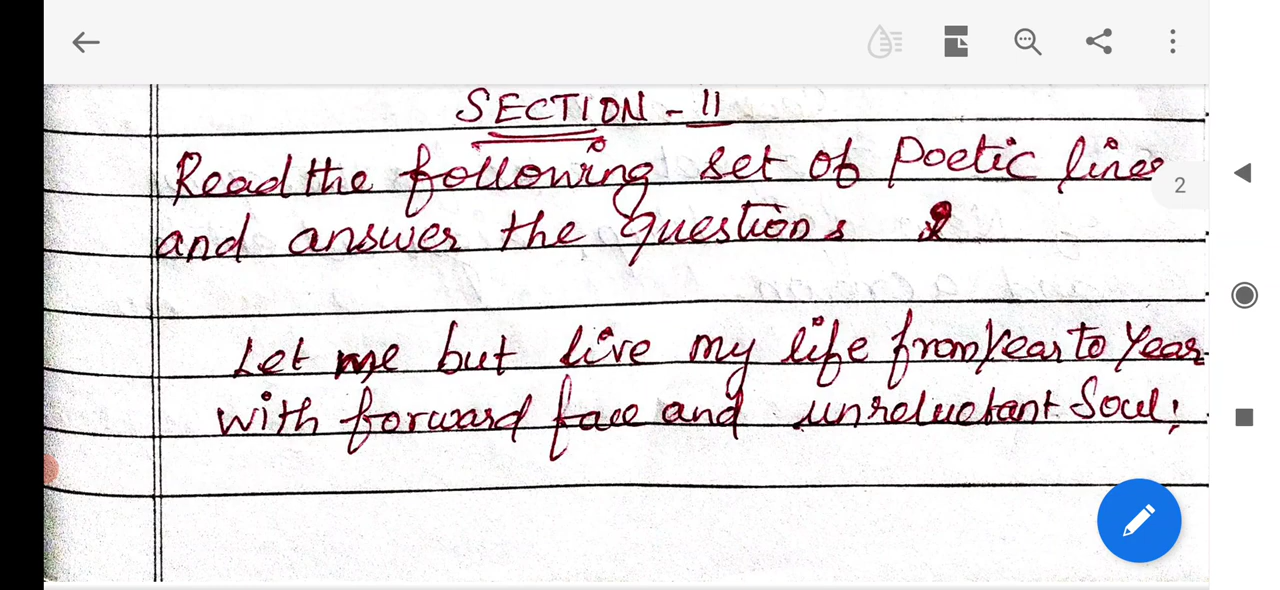 SECTION - II
Read the following set of Poetic lines
2
and answer the questions
Let me but live my life from Year to Year
with forward face and unreluctant Soul;